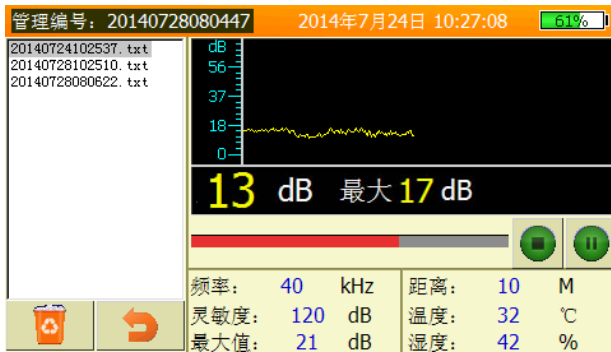 管理编号: 20140728080447 2014年7月24日 10:27:08 61%
20140724102537.txt
20140728102510.txt
20140728080622.txt
dB
56
37
18
0
13 dB 最大 17 dB
频率: 40 kHz 距离: 10 M
灵敏度: 120 dB 温度: 32 ℃
最大值: 21 dB 湿度: 42 %